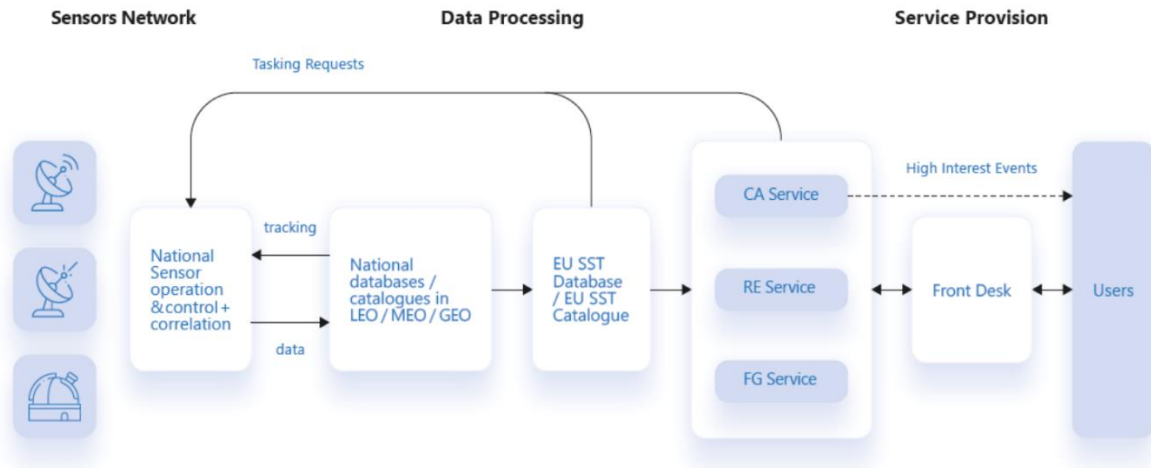 Sensors Network
Data Processing
Service Provision
Tasking Requests
High Interest Events
CA Service
tracking
National
Sensor
operation
&control+
correlation
National
databases /
catalogues in
LEO / MEO / GEO
EU SST
Database
/ EU SST
Catalogue
RE Service
Front Desk
Users
data
FG Service